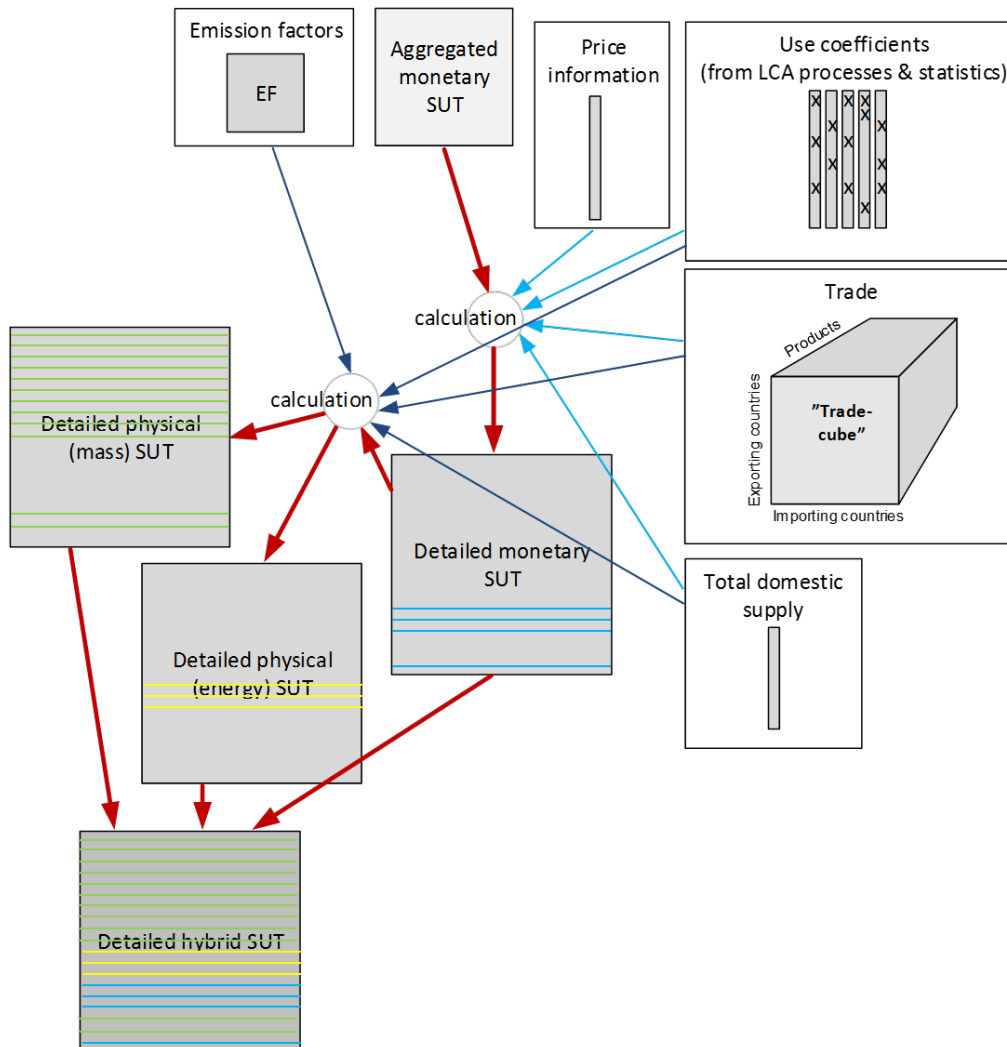 Emission factors
EF
Aggregated
monetary
SUT
Price
information
Use coefficients
(from LCA processes & statistics)
X
X
X
X
X
X
X
X
X
X
X
X
X
X
Trade
Products
Exporting countries
"Trade-
cube"
Importing countries
calculation
calculation
Detailed physical
(mass) SUT
Detailed monetary
SUT
Total domestic
supply
Detailed physical
(energy) SUT
Detailed hybrid SUT